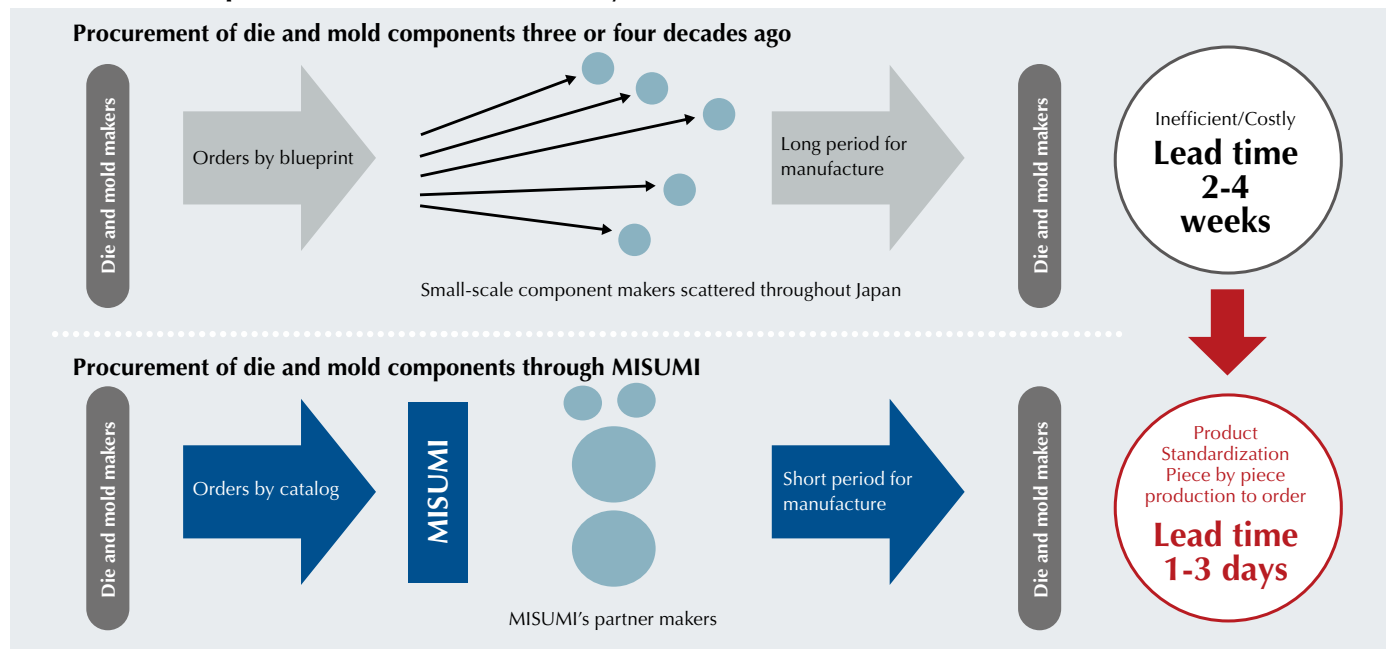 Procurement of die and mold components three or four decades ago
Die and mold makers
Orders by blueprint
Small-scale component makers scattered throughout Japan
Long period for
manufacture
Die and mold makers
Inefficient/Costly
Lead time
2-4
weeks
Procurement of die and mold components through MISUMI
Die and mold makers
Orders by catalog
MISUMI
MISUMI's partner makers
Short period for
manufacture
Die and mold makers
Product
Standardization
Piece by piece
production to order
Lead time
1-3 days